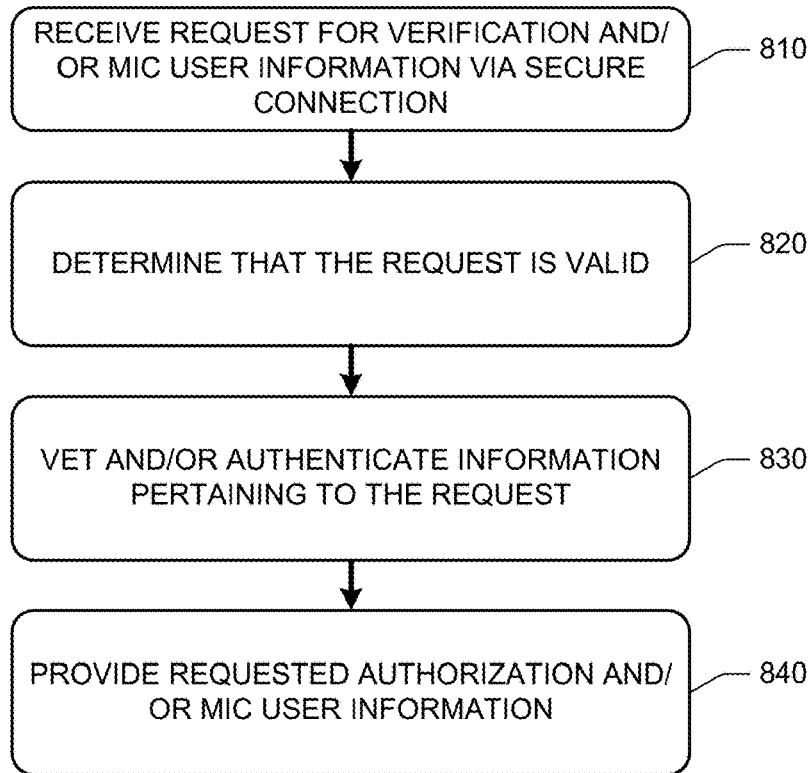 RECEIVE REQUEST FOR VERIFICATION AND/
OR MIC USER INFORMATION VIA SECURE
CONNECTION
810
DETERMINE THAT THE REQUEST IS VALID
820
VET AND/OR AUTHENTICATE INFORMATION
PERTAINING TO THE REQUEST
830
PROVIDE REQUESTED AUTHORIZATION AND/
OR MIC USER INFORMATION
840